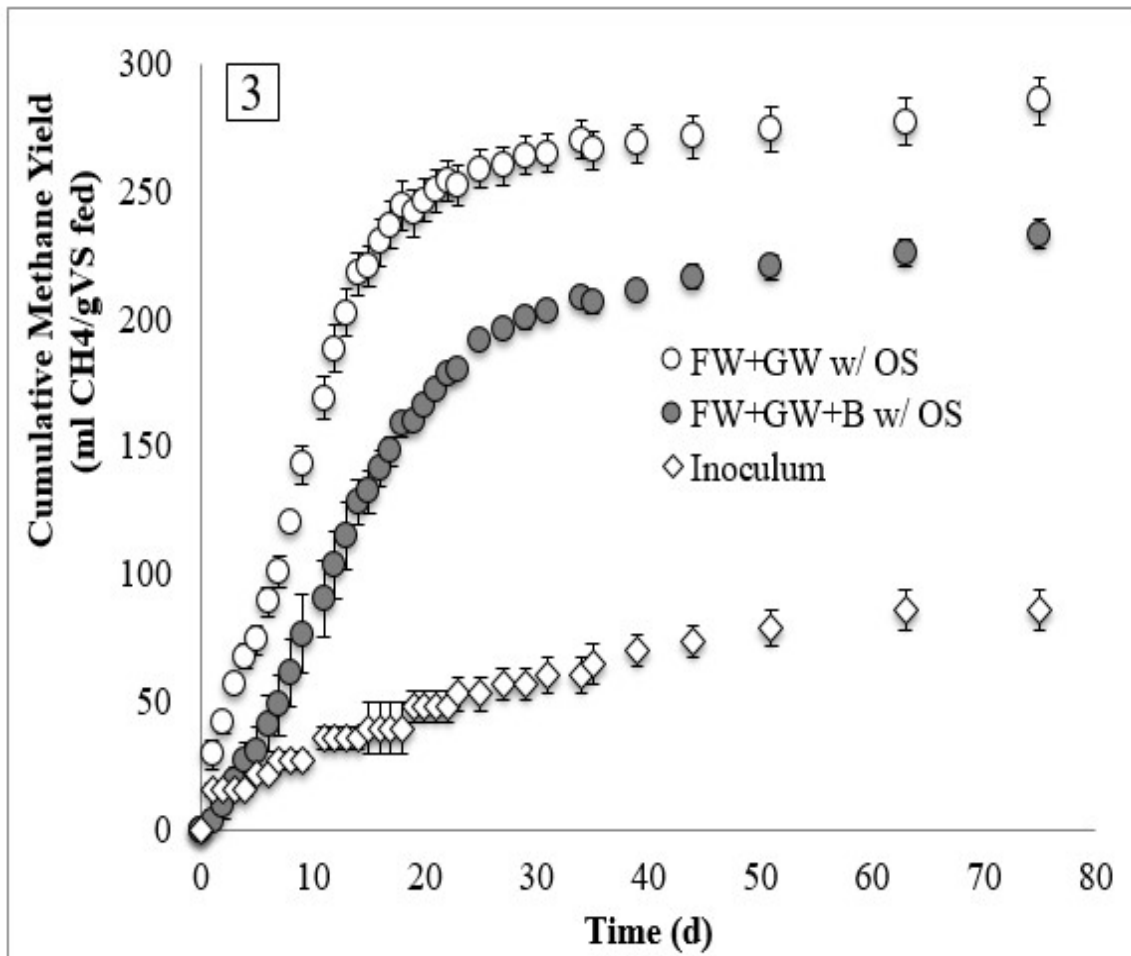 3
Cumulative Methane Yield
(ml CH4/gVS fed)
300
250
200
150
100
50
0
FW+GW w/ OS
FW+GW+B w/ OS
Inoculum
0 10 20 30 40 50 60 70 80
Time (d)